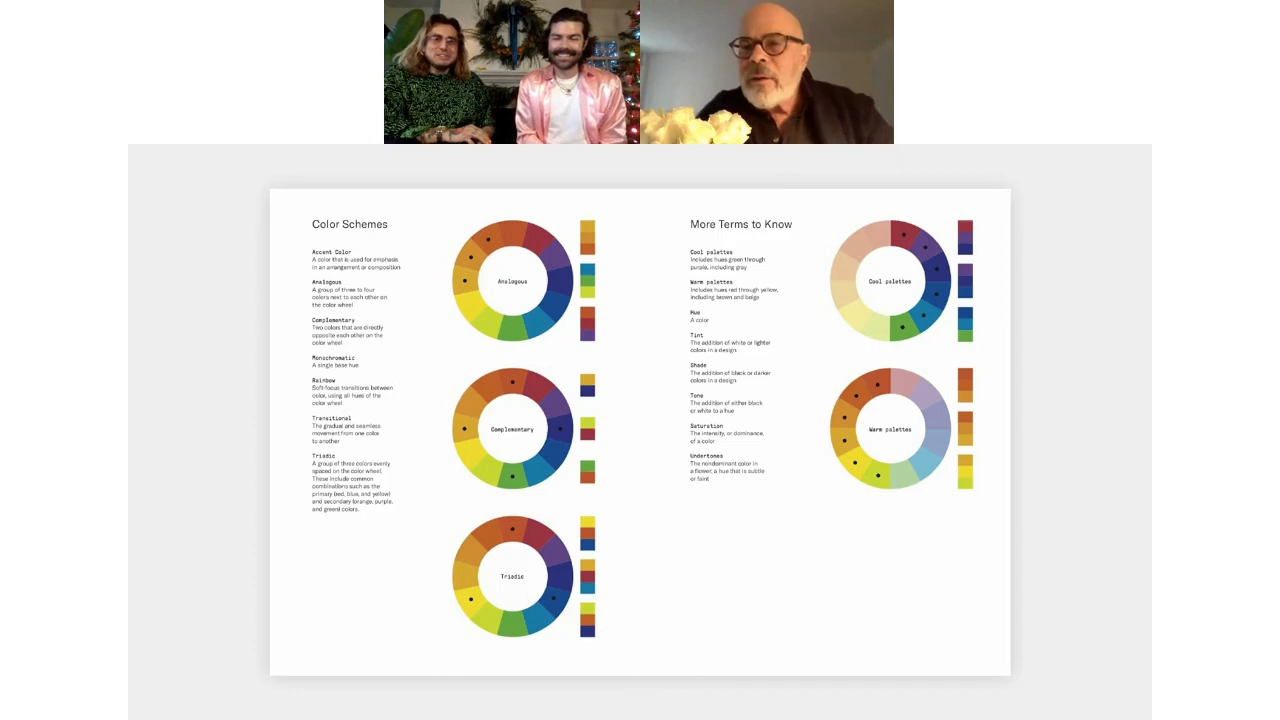 Color Schemes
Accent Color
A color that is used for emphasis
in an arrangement or composition
Analogous
A group of three to four
colors next to each other on
the color wheel
Complementary
Two colors that are directly
opposite each other on the
color wheel
Monochromatic
A single base hue
Rainbow
Soft-focus transitions between
color, using all hues of the
color wheel
Transitional
The gradual and seamless
movement from one color
to another
Triadic
A group of three colors evenly
spaced on the color wheel.
These include common
combinations such as the
primary (red, blue, and yellow)
and secondary (orange, purple,
and green) colors.
Analogous
Complementary
Triadic
More Terms to Know
Cool palettes
Includes hues green through
purple, including gray
Warm palettes
Includes hues red through yellow,
including brown and beige
Hue
A color
Tint
The addition of white or lighter
colors in a design
Shade
The addition of black or darker
colors in a design
Tone
The addition of either black
or white to a hue
Saturation
The intensity, or dominance,
of a color
Undertones
The nondominant color in
a flower; a hue that is subtle
or faint
Cool palettes
Warm palettes